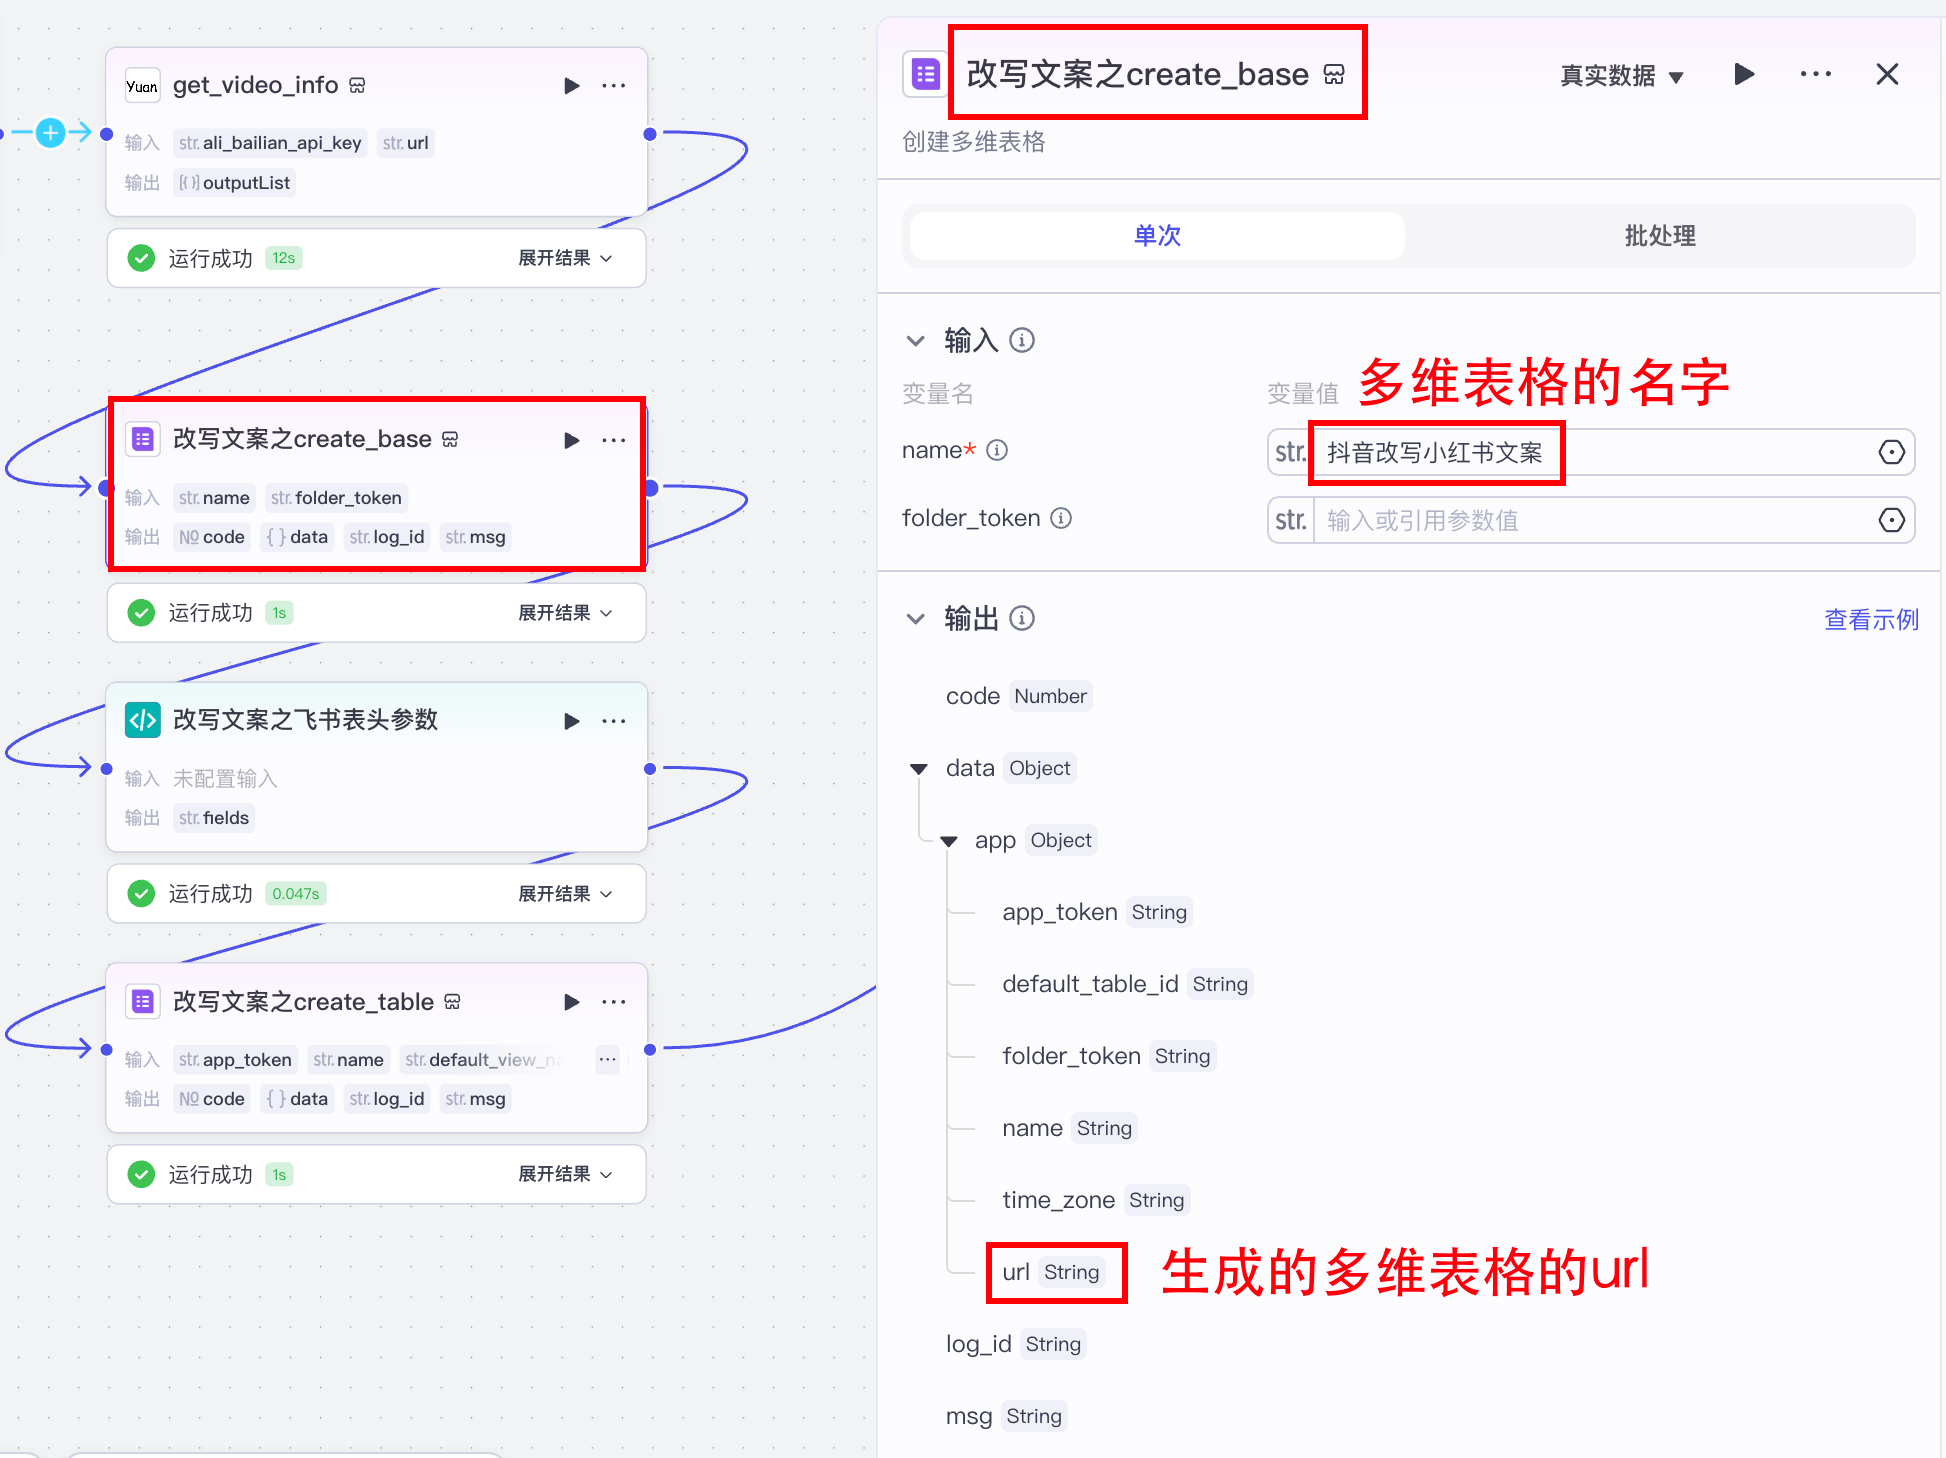 Yuan get_video_info
输入 str. ali_bailian_api_key str. url
输出 [{}] outputList
运行成功 12s 展开结果
改写文案之create_base
输入 str. name str. folder_token
输出 № code { } data str. log_id str. msg
运行成功 1s 展开结果
改写文案之飞书表头参数
输入 未配置输入
输出 str. fields
运行成功 0.047s 展开结果
改写文案之create_table
输入 str. app_token str. name str. default_view_na ...
输出 № code { } data str. log_id str. msg
运行成功 1s 展开结果
改写文案之create_base 真实数据
创建多维表格
单次 批处理
输入
变量名 变量值 多维表格的名字
name* str. 抖音改写小红书文案
folder_token str. 输入或引用参数值
输出 查看示例
code Number
data Object
app Object
app_token String
default_table_id String
folder_token String
name String
time_zone String
url String 生成的多维表格的url
log_id String
msg String